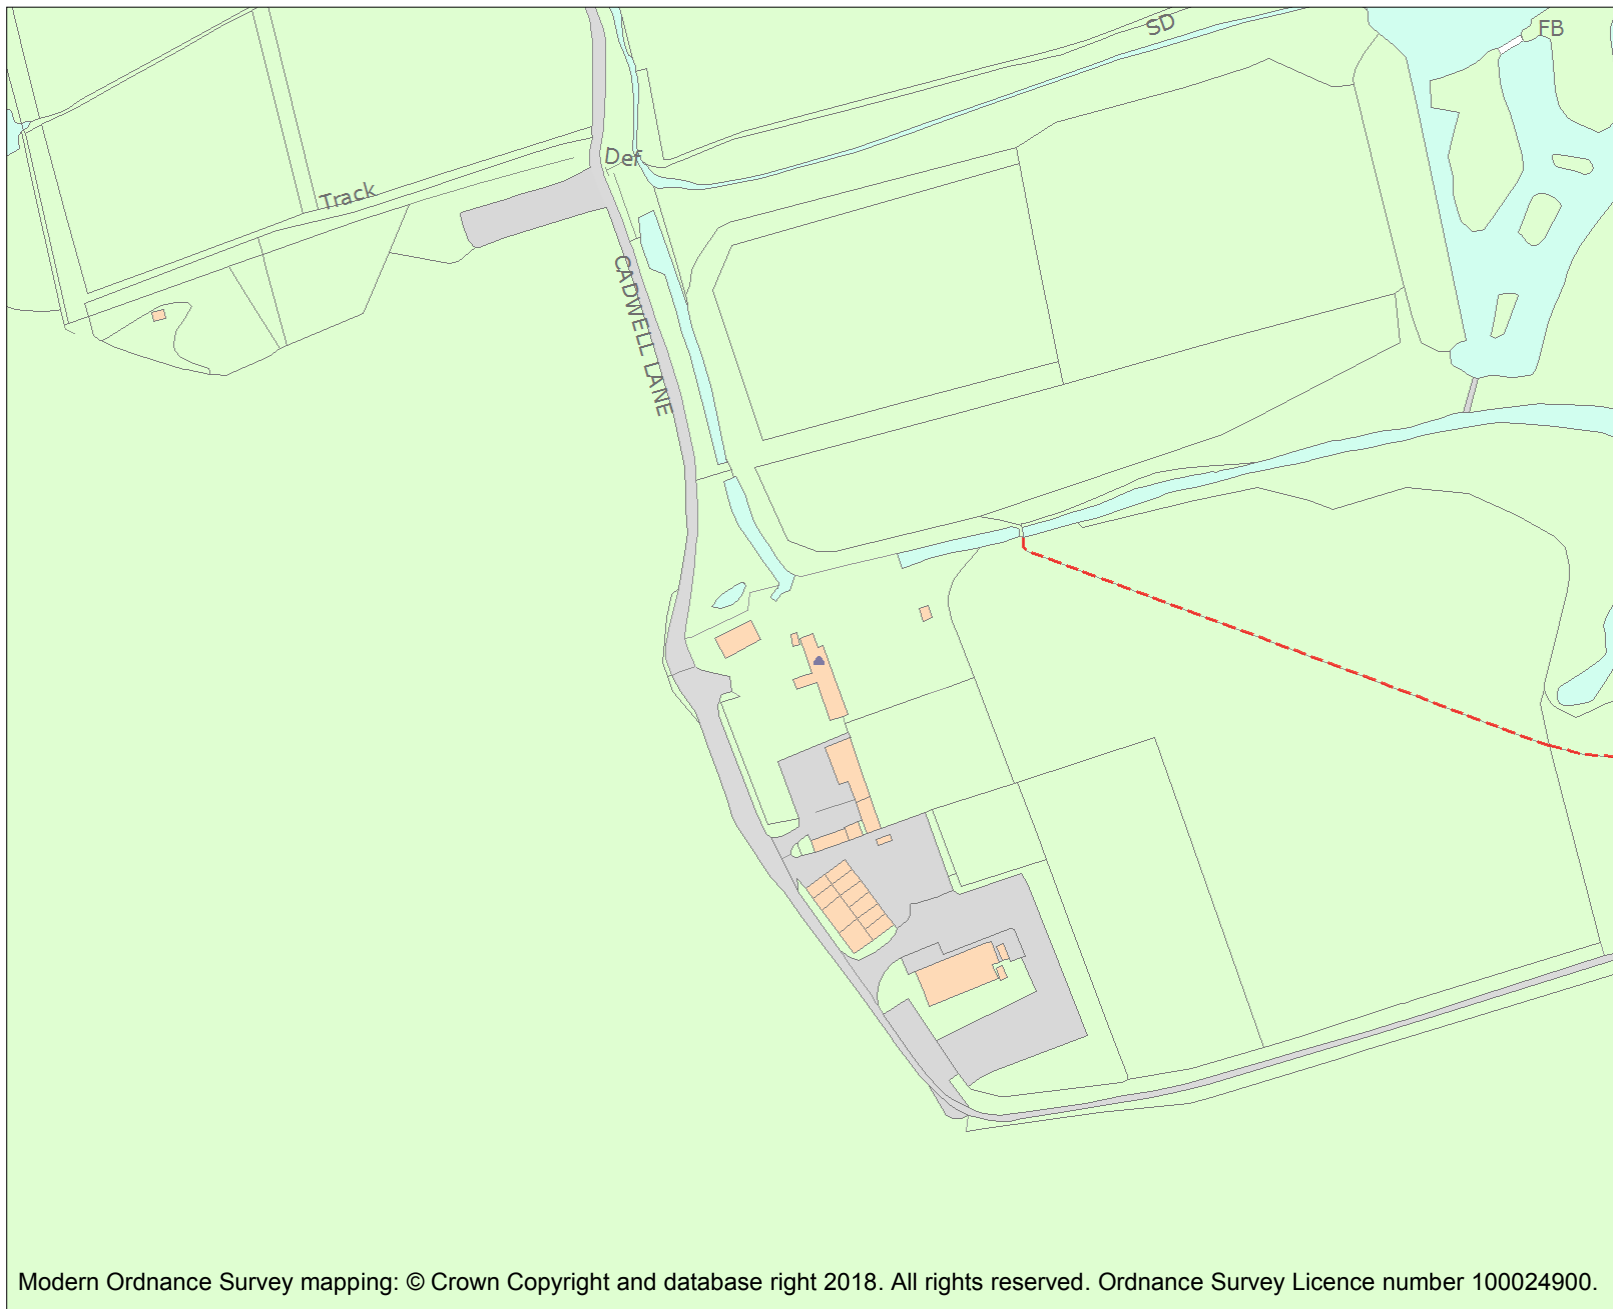 SD
FB
Def
Track
CADWELL LANE
Modern Ordnance Survey mapping: © Crown Copyright and database right 2018. All rights reserved. Ordnance Survey Licence number 100024900.